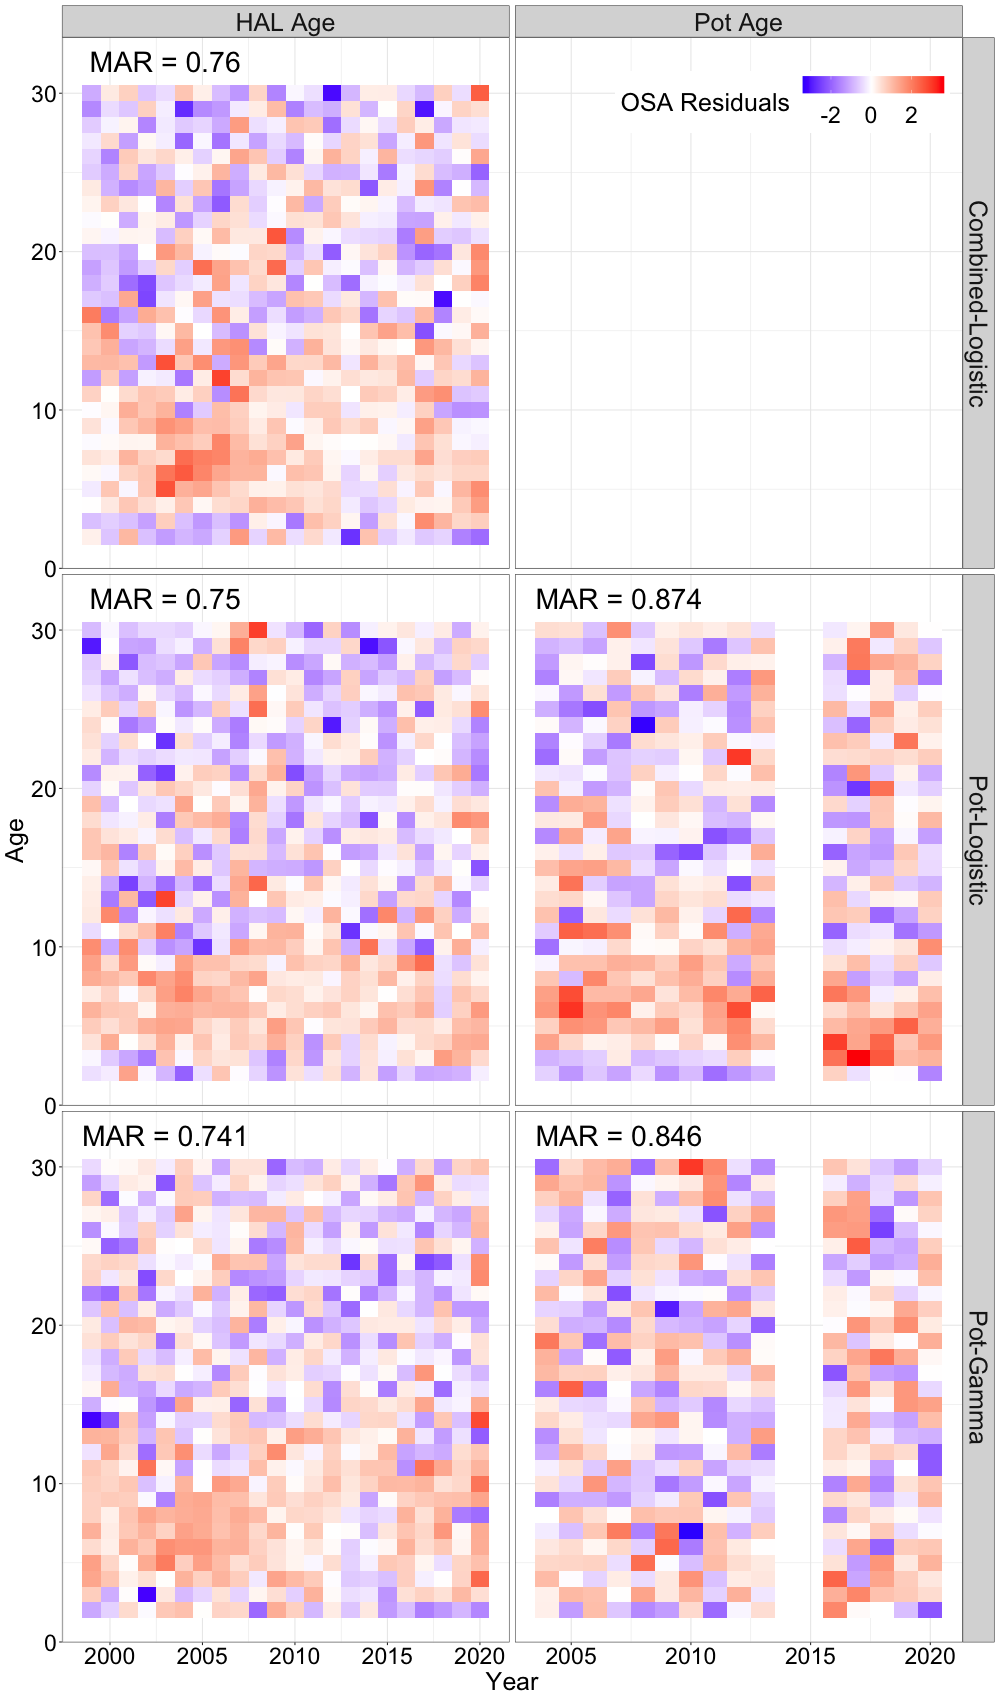 HAL Age
Pot Age
MAR = 0.76
OSA Residuals
-2 0 2
30
20
10
0
Combined-Logistic
MAR = 0.75
MAR = 0.874
30
20
10
0
Pot-Logistic
Age
MAR = 0.741
MAR = 0.846
30
20
10
0
Pot-Gamma
2000 2005 2010 2015 2020
2005 2010 2015 2020
Year